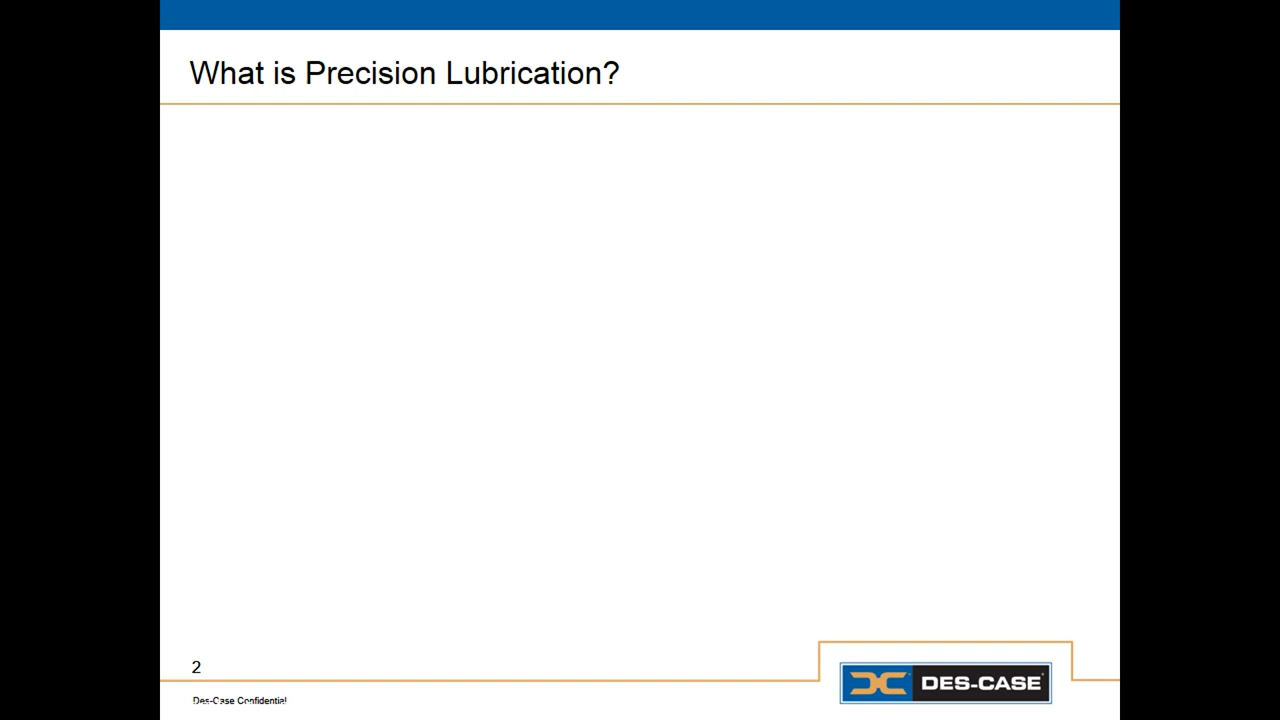 What is Precision Lubrication?
2
Des-Case Confidential
DES-CASE